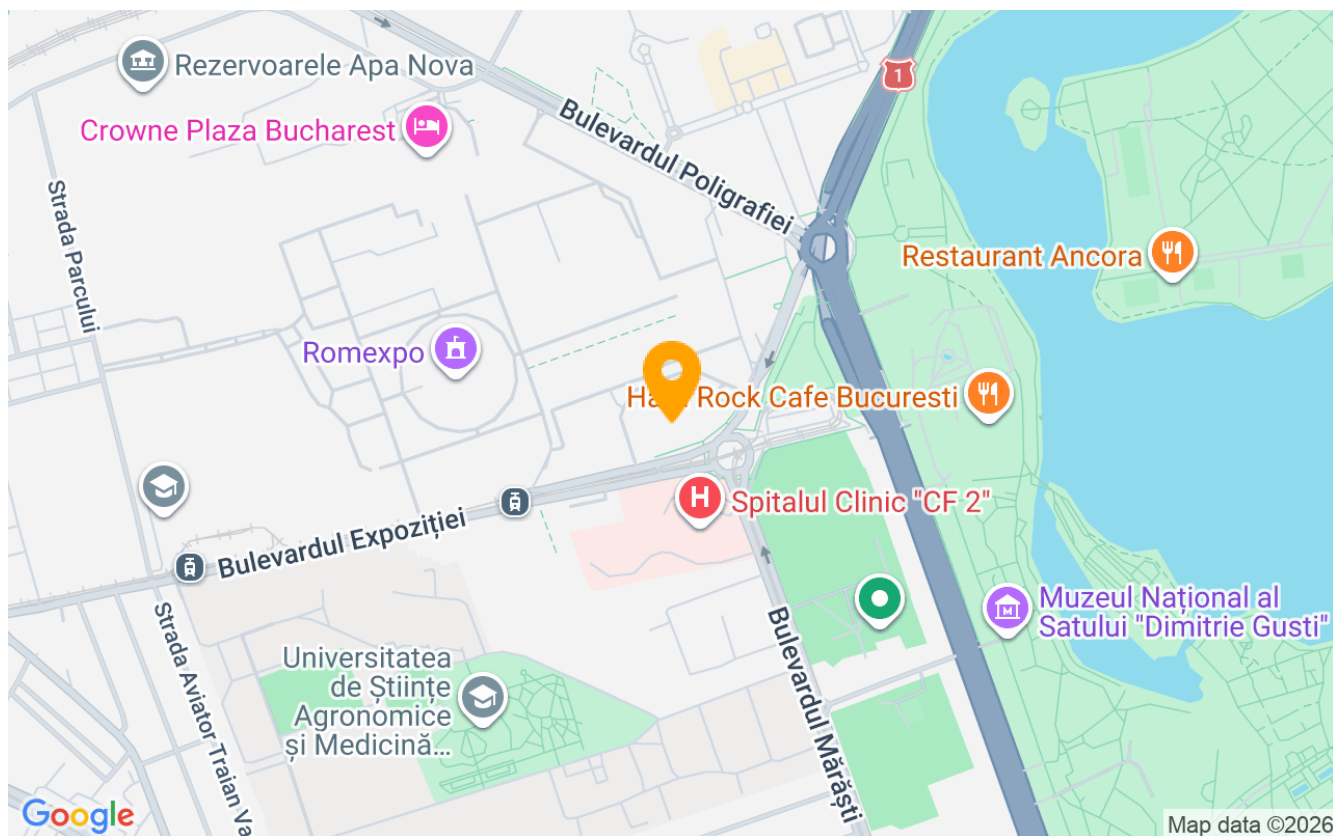 Rezervoarele Apa Nova
Crowne Plaza Bucharest
Bulevardul Poligrafiei
1
Strada Parcului
Restaurant Ancora
Romexpo
Rock Cafe Bucuresti
H
Spitalul Clinic "CF 2"
Bulevardul Expoziției
M
Muzeul Național al
Satului "Dimitrie Gusti"
Strada Aviator Traian Va
Universitatea
de Științe
Agronomice
și Medicină...
Bulevardul Mărăști
Google
Map data ©2026